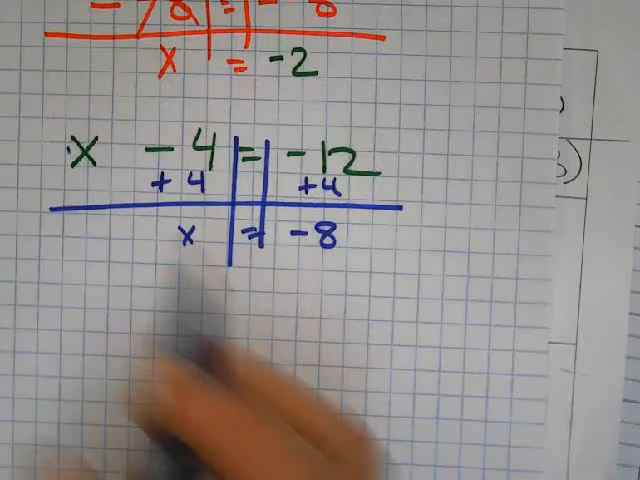 x = -2
x - 4 = -12
+ 4 +4
x = -8